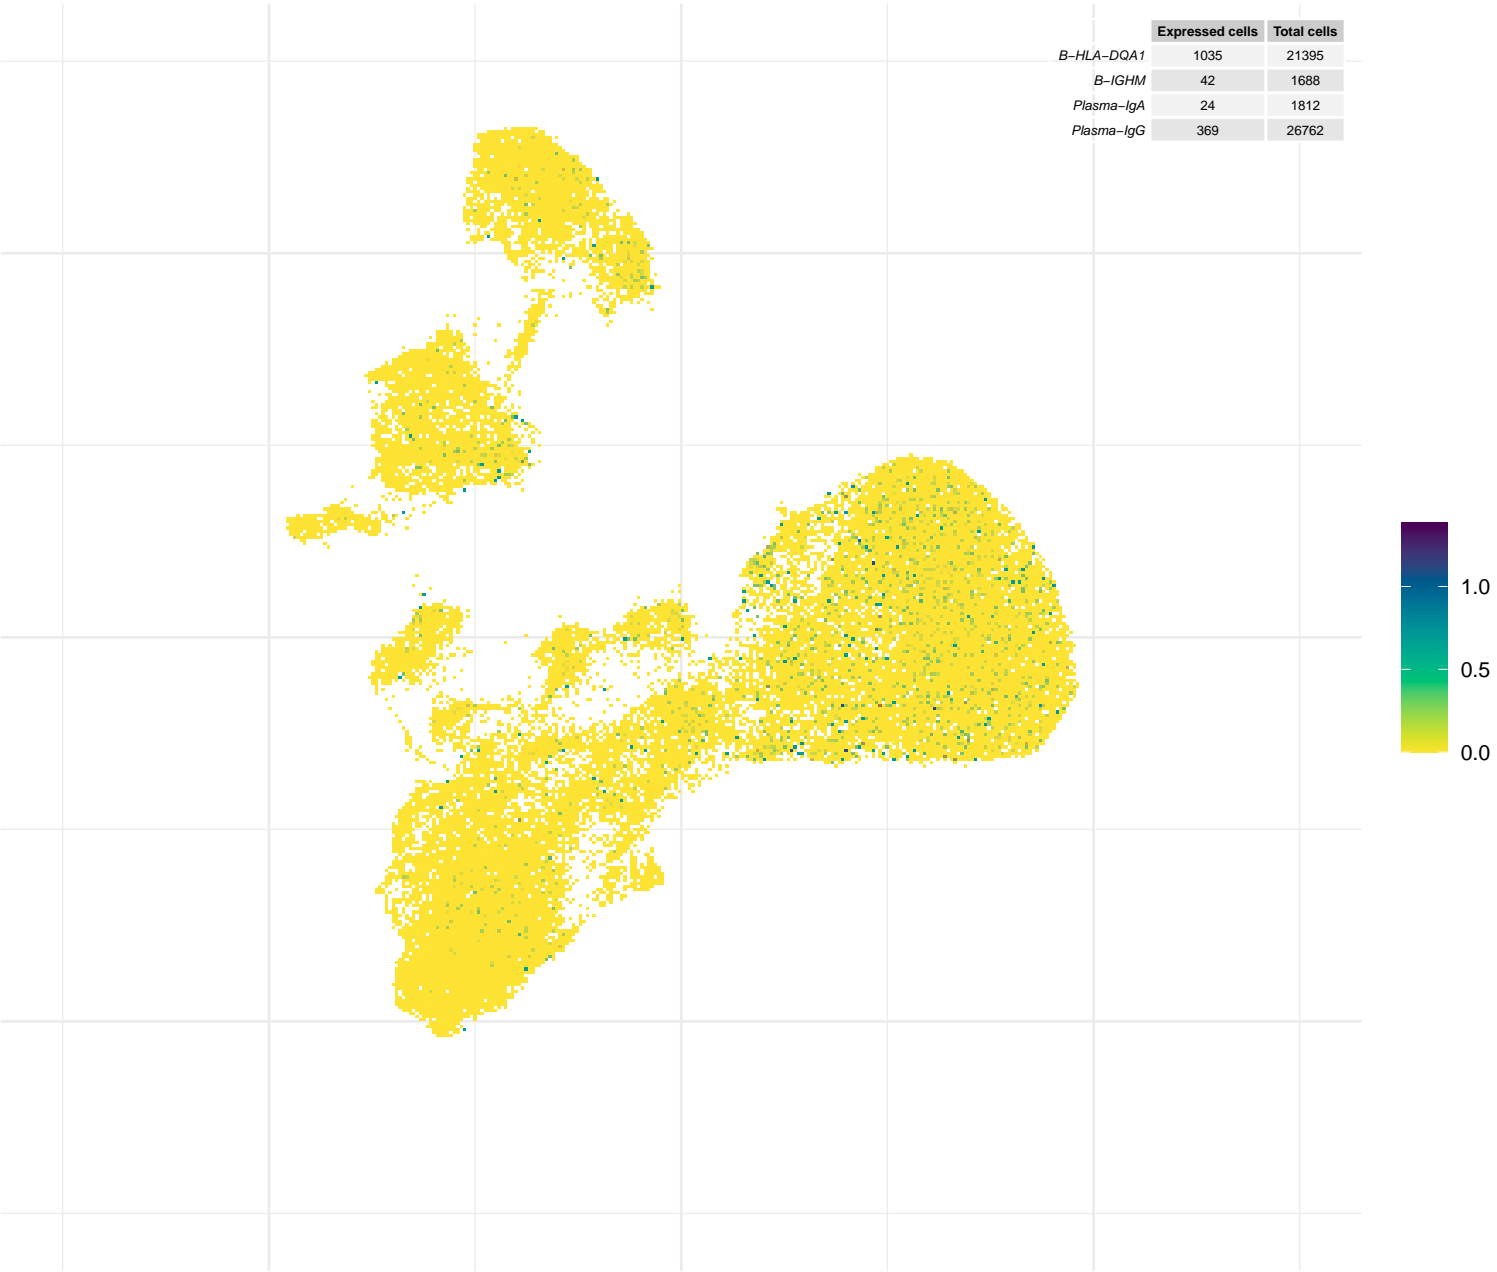 Expressed cells Total cells
B−HLA−DQA1 1035 21395
B−IGHM 42 1688
Plasma−IgA 24 1812
Plasma−IgG 369 26762
1.0
0.5
0.0